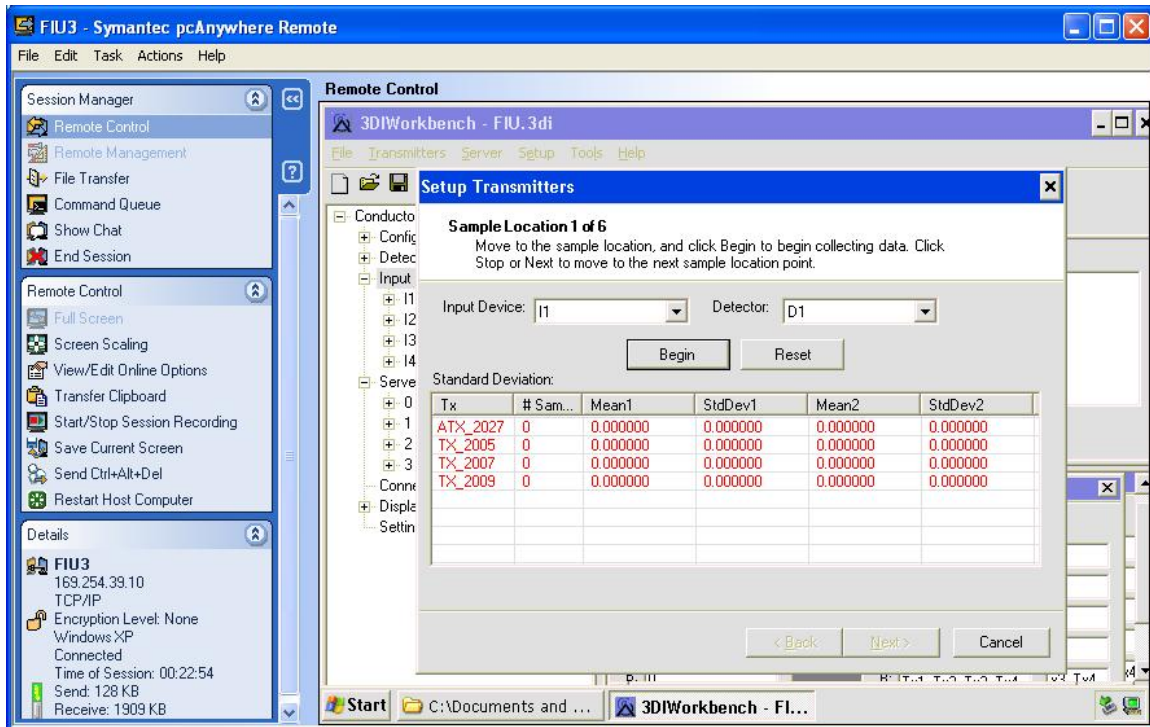 FIU3 - Symantec pcAnywhere Remote
File Edit Task Actions Help
Session Manager
Remote Control
Remote Management
File Transfer
Command Queue
Show Chat
End Session
Remote Control
Full Screen
Screen Scaling
View/Edit Online Options
Transfer Clipboard
Start/Stop Session Recording
Save Current Screen
Send Ctrl+Alt+Del
Restart Host Computer
Details
FIU3
169.254.39.10
TCP/IP
Encryption Level: None
Windows XP
Connected
Time of Session: 00:22:54
Send: 128 KB
Receive: 1909 KB
Remote Control
3DIWorkbench - FIU.3di
File Transmitters Server Setup Tools Help
Conducto
Config
Detec
Input
I1
I2
I3
I4
Serve
0
1
2
3
Conne
Displa
Settin
Setup Transmitters
Sample Location 1 of 6
Move to the sample location, and click Begin to begin collecting data. Click
Stop or Next to move to the next sample location point.
Input Device: I1 Detector: D1
Begin Reset
Standard Deviation:
Tx # Sam... Mean1 StdDev1 Mean2 StdDev2
ATX_2027 0 0.000000 0.000000 0.000000 0.000000
TX_2005 0 0.000000 0.000000 0.000000 0.000000
TX_2007 0 0.000000 0.000000 0.000000 0.000000
TX_2009 0 0.000000 0.000000 0.000000 0.000000
< Back Next > Cancel
Start C:\Documents and ... 3DIWorkbench - FI...